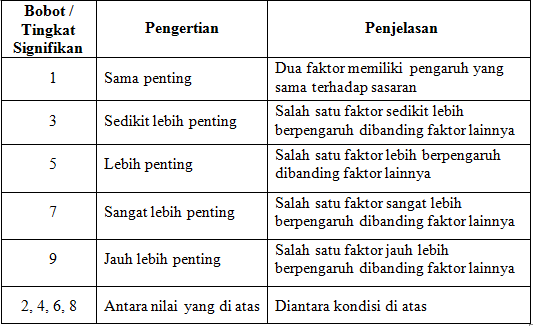 Bobot /
Tingkat
Signifikan
Pengertian
Penjelasan
1
Sama penting
Dua faktor memiliki pengaruh yang
sama terhadap sasaran
3
Sedikit lebih penting
Salah satu faktor sedikit lebih
berpengaruh dibanding faktor lainnya
5
Lebih penting
Salah satu faktor lebih berpengaruh
dibanding faktor lainnya
7
Sangat lebih penting
Salah satu faktor sangat lebih
berpengaruh dibanding faktor lainnya
9
Jauh lebih penting
Salah satu faktor jauh lebih
berpengaruh dibanding faktor lainnya
2, 4, 6, 8
Antara nilai yang di atas
Diantara kondisi di atas